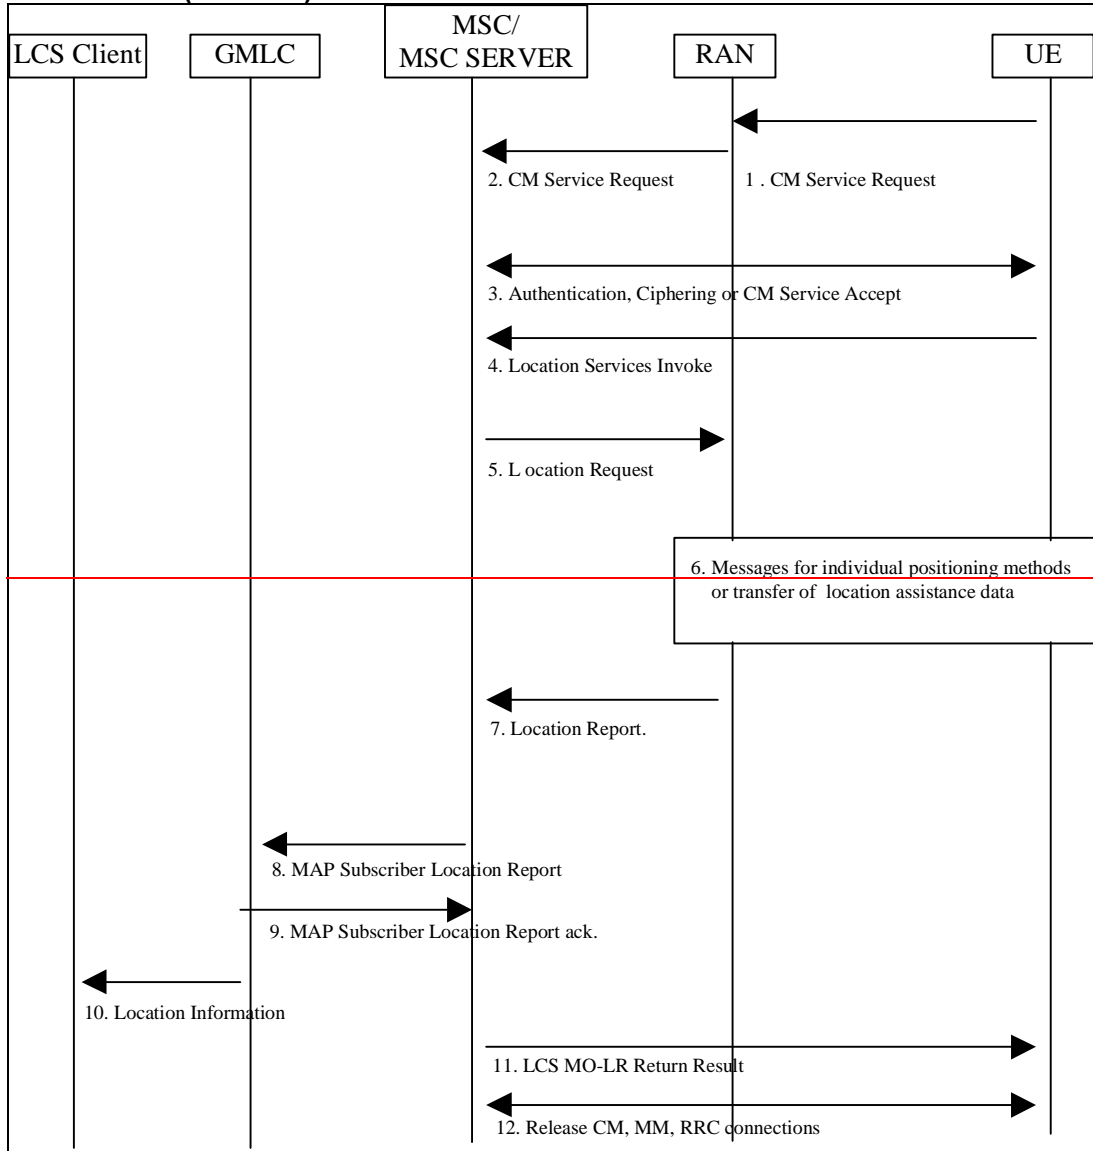 LCS Client
GMLC
MSC/
MSC SERVER
RAN
UE
2. CM Service Request
1 . CM Service Request
3. Authentication, Ciphering or CM Service Accept
4. Location Services Invoke
5. L ocation Request
6. Messages for individual positioning methods
or transfer of location assistance data
7. Location Report.
8. MAP Subscriber Location Report
9. MAP Subscriber Location Report ack.
10. Location Information
11. LCS MO-LR Return Result
12. Release CM, MM, RRC connections